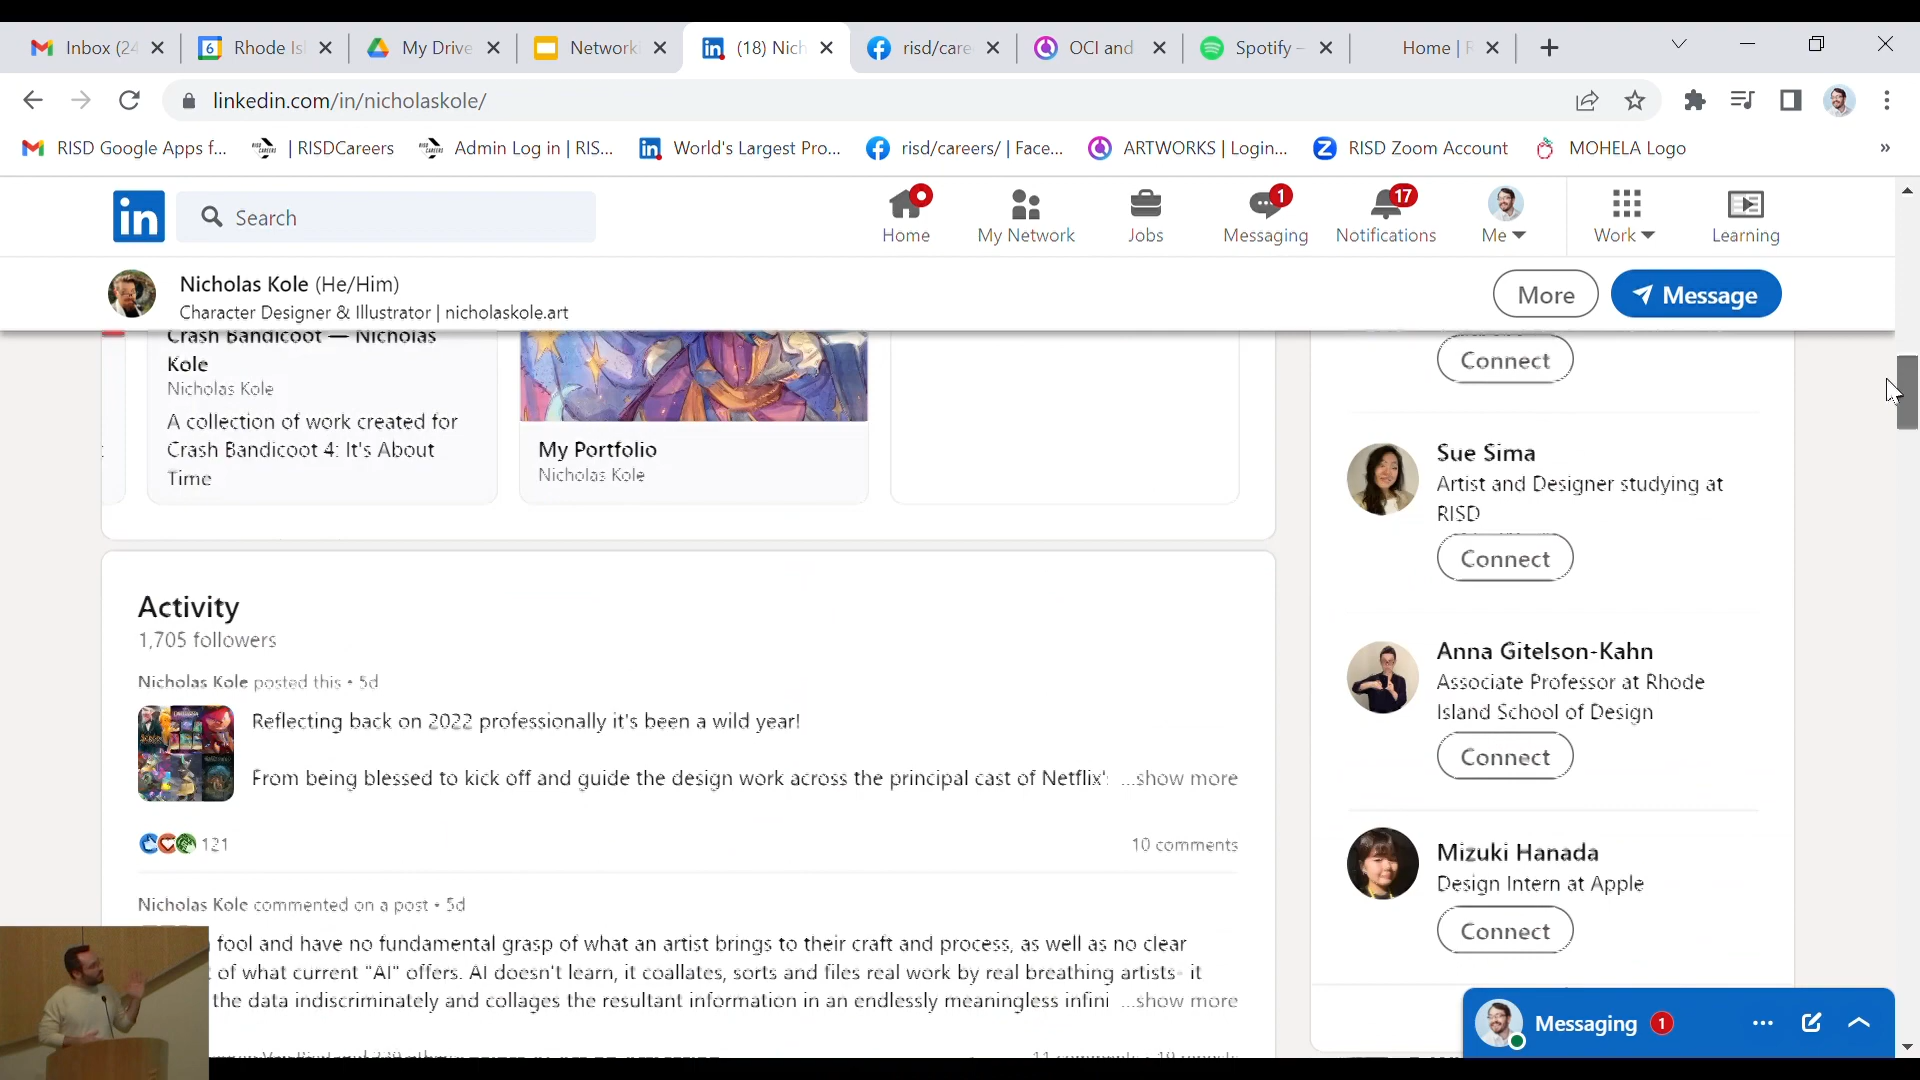 Inbox (24
Rhode Is
My Drive
Network
(18) Nich
risd/care
OCI and
Spotify –
Home | R
linkedin.com/in/nicholaskole/
RISD Google Apps f...
| RISDCareers
Admin Log in | RIS...
World's Largest Pro...
risd/careers/ | Face...
ARTWORKS | Login...
RISD Zoom Account
MOHELA Logo
»
in
Search
Home
My Network
Jobs
1
Messaging
17
Notifications
Me
Work
Learning
Nicholas Kole (He/Him)
Character Designer & Illustrator | nicholaskole.art
More
Message
Crash Bandicoot — Nicholas
Kole
Nicholas Kole
A collection of work created for
Crash Bandicoot 4: It's About
Time
My Portfolio
Nicholas Kole
Activity
1,705 followers
Nicholas Kole posted this • 5d
Reflecting back on 2022 professionally it's been a wild year!
From being blessed to kick off and guide the design work across the principal cast of Netflix' ...show more
121
10 comments
Nicholas Kole commented on a post • 5d
fool and have no fundamental grasp of what an artist brings to their craft and process, as well as no clear
of what current "AI" offers. AI doesn't learn, it coallates, sorts and files real work by real breathing artists- it
the data indiscriminately and collages the resultant information in an endlessly meaningless infini ...show more
Connect
Sue Sima
Artist and Designer studying at
RISD
Connect
Anna Gitelson-Kahn
Associate Professor at Rhode
Island School of Design
Connect
Mizuki Hanada
Design Intern at Apple
Connect
Messaging 1